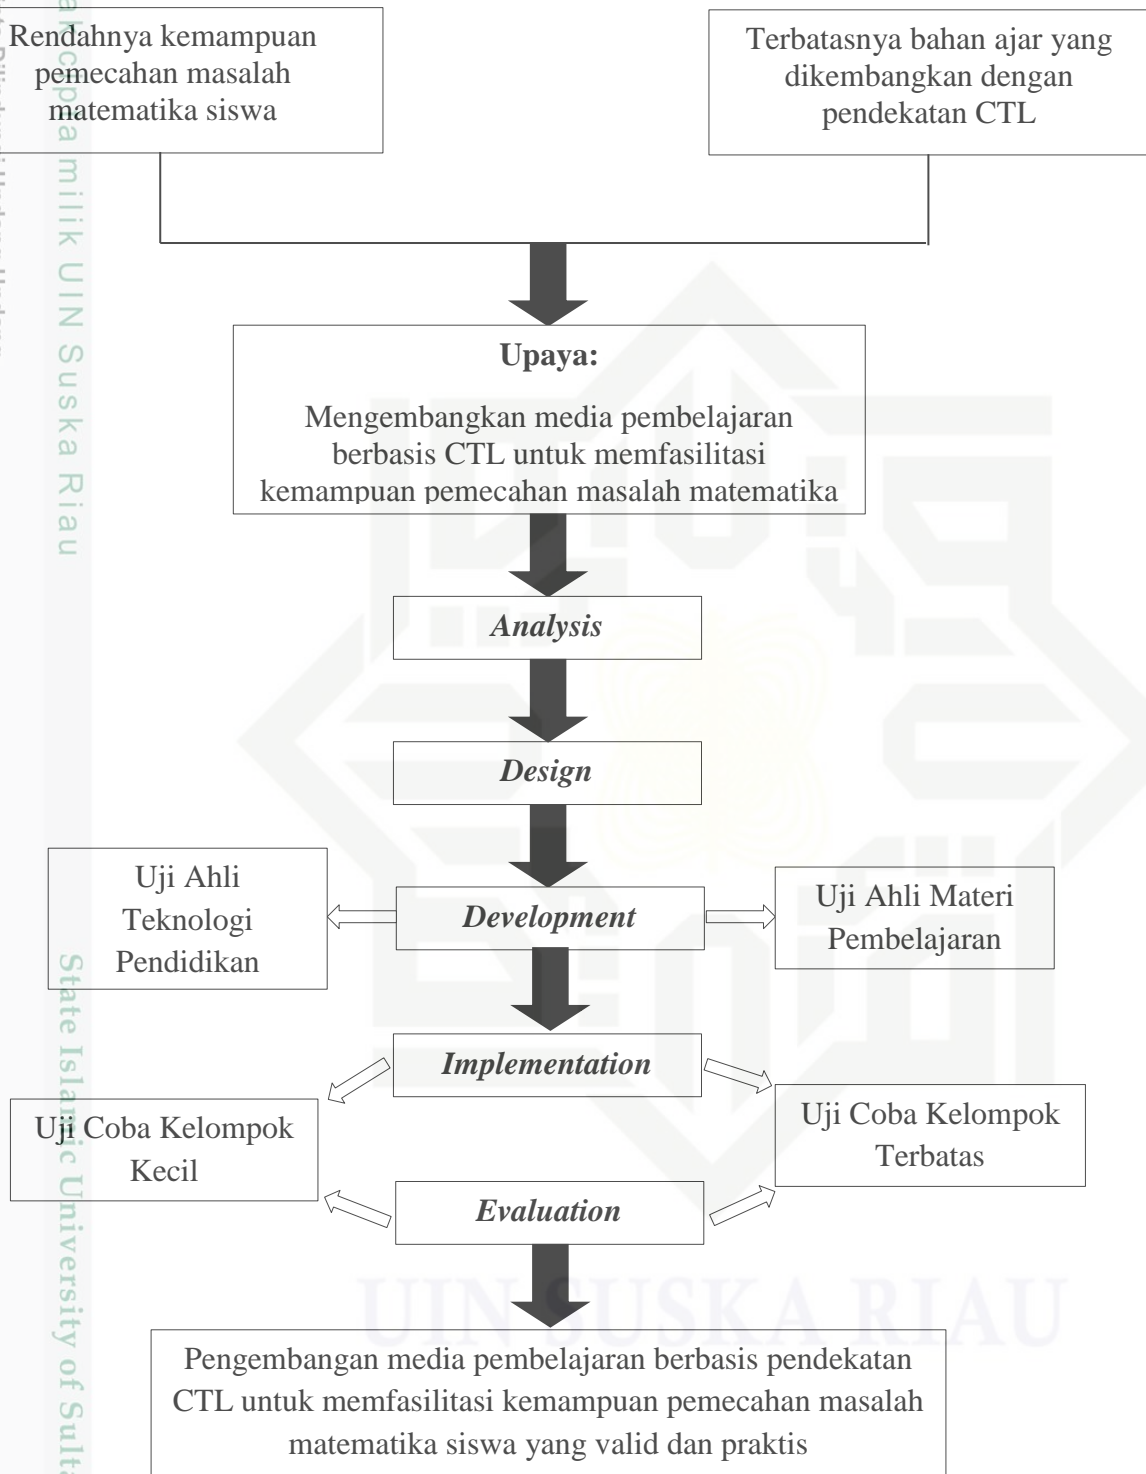 Rendahnya kemampuan
pemecahan masalah
matematika siswa
Terbatasnya bahan ajar yang
dikembangkan dengan
pendekatan CTL
Upaya:
Mengembangkan media pembelajaran
berbasis CTL untuk memfasilitasi
kemampuan pemecahan masalah matematika
Analysis
Design
Uji Ahli
Teknologi
Pendidikan
Development
Uji Ahli Materi
Pembelajaran
Implementation
Uji Coba Kelompok
Kecil
Uji Coba Kelompok
Terbatas
Evaluation
Pengembangan media pembelajaran berbasis pendekatan
CTL untuk memfasilitasi kemampuan pemecahan masalah
matematika siswa yang valid dan praktis
ak cipta milik UIN Suska Riau
State Islamic University of Sult
UIN SUSKA RIAU